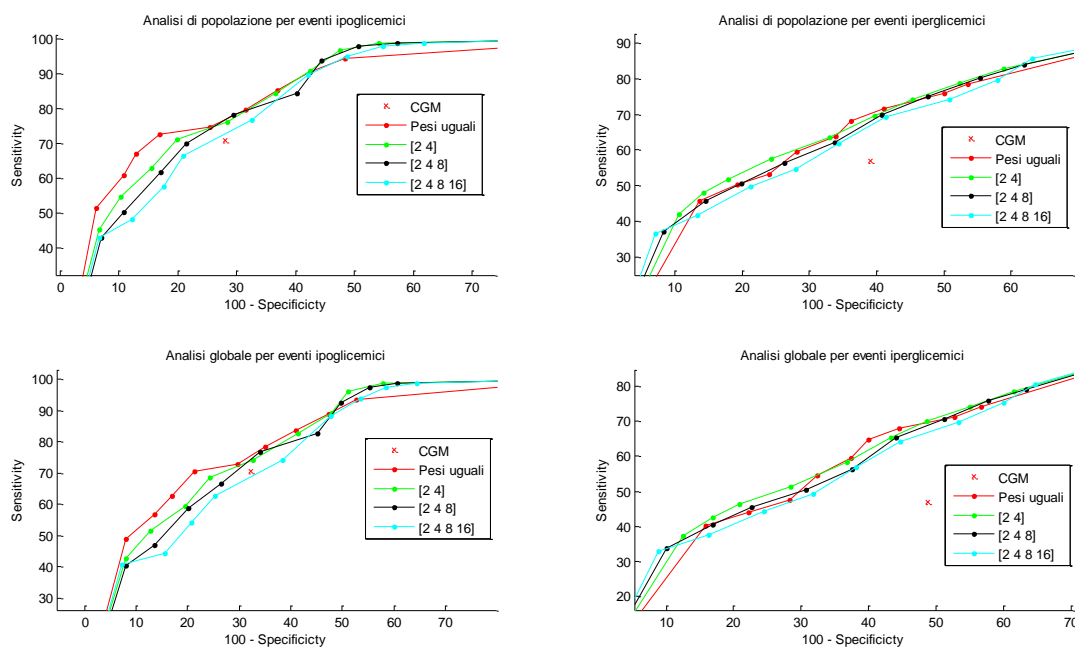 Analisi di popolazione per eventi ipoglicemici
100
90
80
70
60
50
40
Sensitivity
0 10 20 30 40 50 60 70
100 - Specificicty
CGM
Pesi uguali
[2 4]
[2 4 8]
[2 4 8 16]
Analisi di popolazione per eventi iperglicemici
90
80
70
60
50
40
30
Sensitivity
10 20 30 40 50 60
100 - Specificicty
CGM
Pesi uguali
[2 4]
[2 4 8]
[2 4 8 16]
Analisi globale per eventi ipoglicemici
100
90
80
70
60
50
40
30
Sensitivity
0 10 20 30 40 50 60 70
100 - Specificicty
CGM
Pesi uguali
[2 4]
[2 4 8]
[2 4 8 16]
Analisi globale per eventi iperglicemici
80
70
60
50
40
30
20
Sensitivity
10 20 30 40 50 60 70
100 - Specificicty
CGM
Pesi uguali
[2 4]
[2 4 8]
[2 4 8 16]